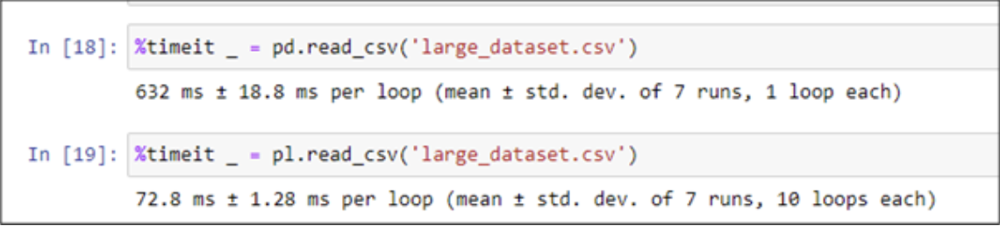 In [18]: %timeit _ = pd.read_csv('large_dataset.csv')
632 ms ± 18.8 ms per loop (mean ± std. dev. of 7 runs, 1 loop each)
In [19]: %timeit _ = pl.read_csv('large_dataset.csv')
72.8 ms ± 1.28 ms per loop (mean ± std. dev. of 7 runs, 10 loops each)